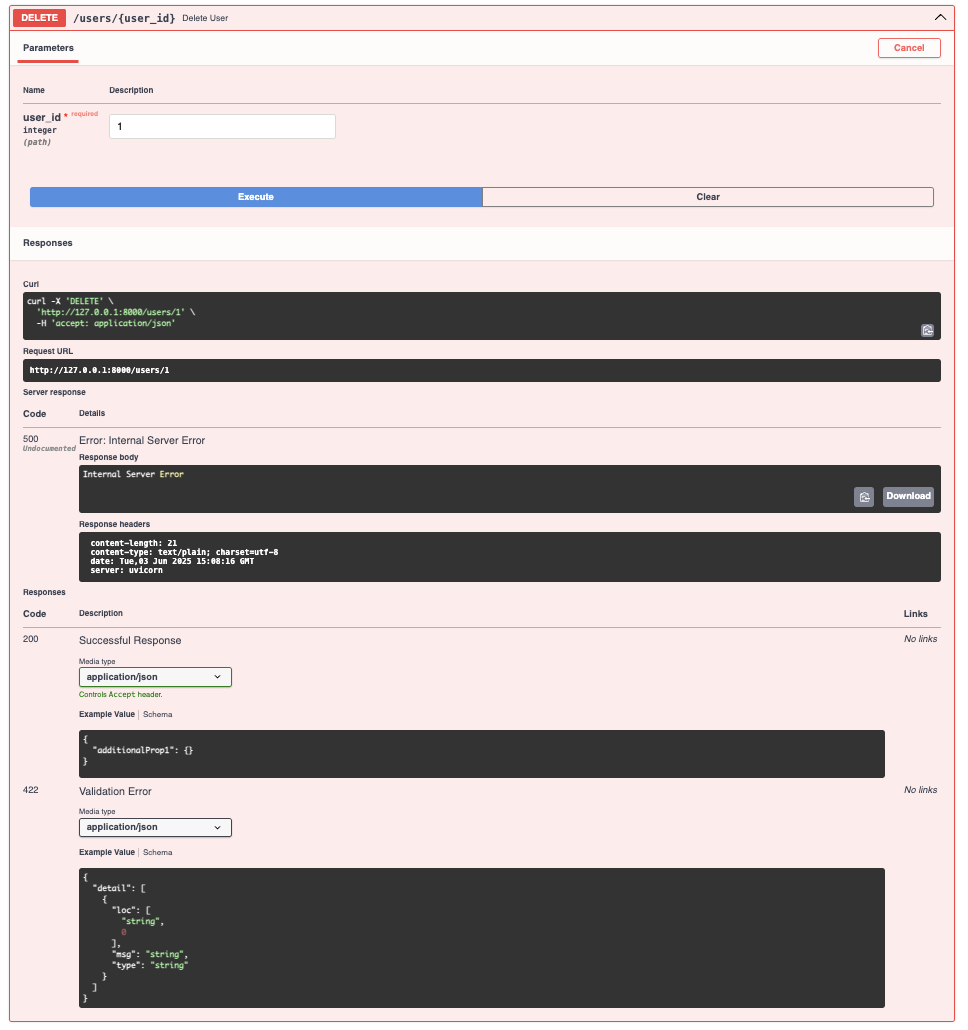 DELETE /users/{user_id} Delete User
Parameters
Cancel
Name Description
user_id * required
integer
(path)
1
Execute
Clear
Responses
Curl
curl -X 'DELETE' \
  'http://127.0.0.1:8000/users/1' \
  -H 'accept: application/json'
Request URL
http://127.0.0.1:8000/users/1
Server response
Code Details
500
Undocumented
Error: Internal Server Error
Response body
Internal Server Error
Download
Response headers
content-length: 21
content-type: text/plain; charset=utf-8
date: Tue,03 Jun 2025 15:08:16 GMT
server: uvicorn
Responses
Code Description Links
200 Successful Response No links
Media type
application/json
Controls Accept header.
Example Value | Schema
{
  "additionalProp1": {}
}
422 Validation Error No links
Media type
application/json
Example Value | Schema
{
  "detail": [
    {
      "loc": [
        "string",
        0
      ],
      "msg": "string",
      "type": "string"
    }
  ]
}